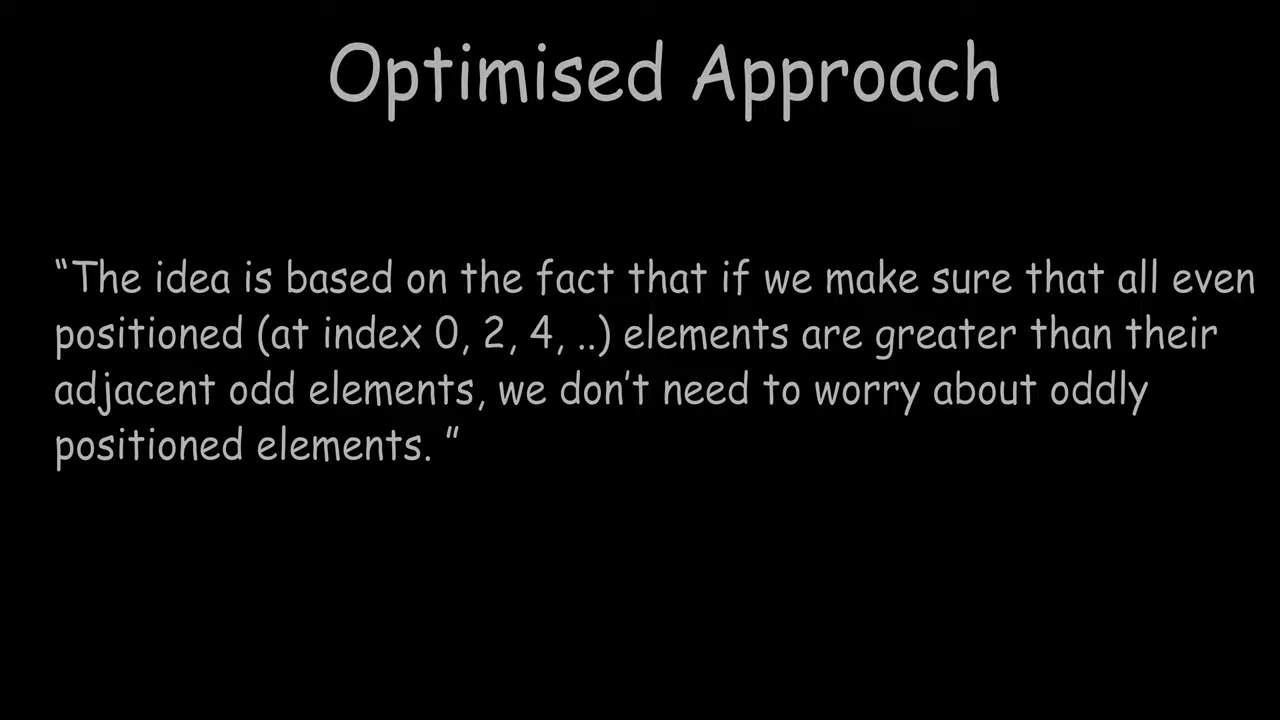 Optimised Approach
“The idea is based on the fact that if we make sure that all even
positioned (at index 0, 2, 4, ..) elements are greater than their
adjacent odd elements, we don’t need to worry about oddly
positioned elements. ”